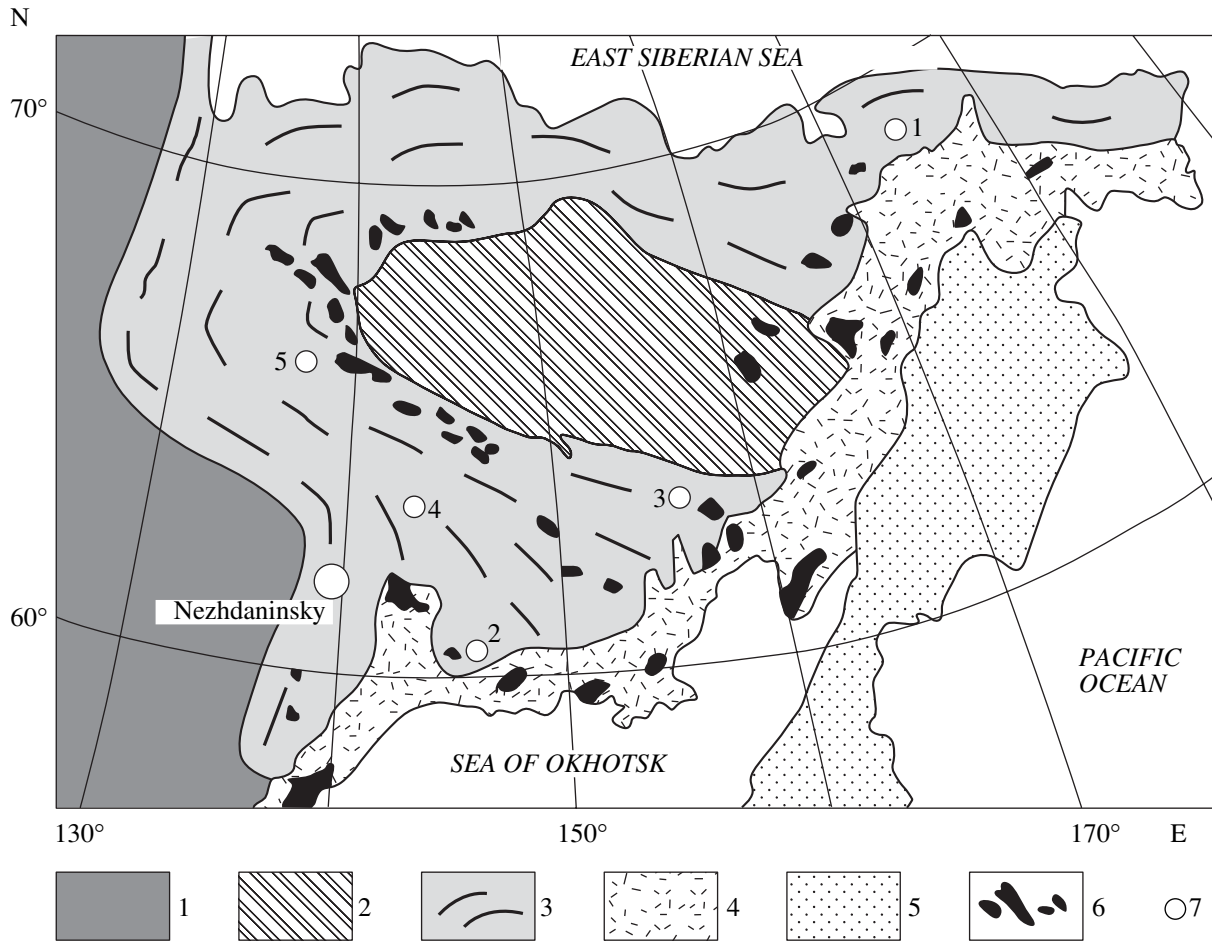 N
EAST SIBERIAN SEA
70°
1
5
3
4
Nezhdaninsky
60°
2
PACIFIC
OCEAN
SEA OF OKHOTSK
130° 150° 170° E
1 2 3 4 5 6 7